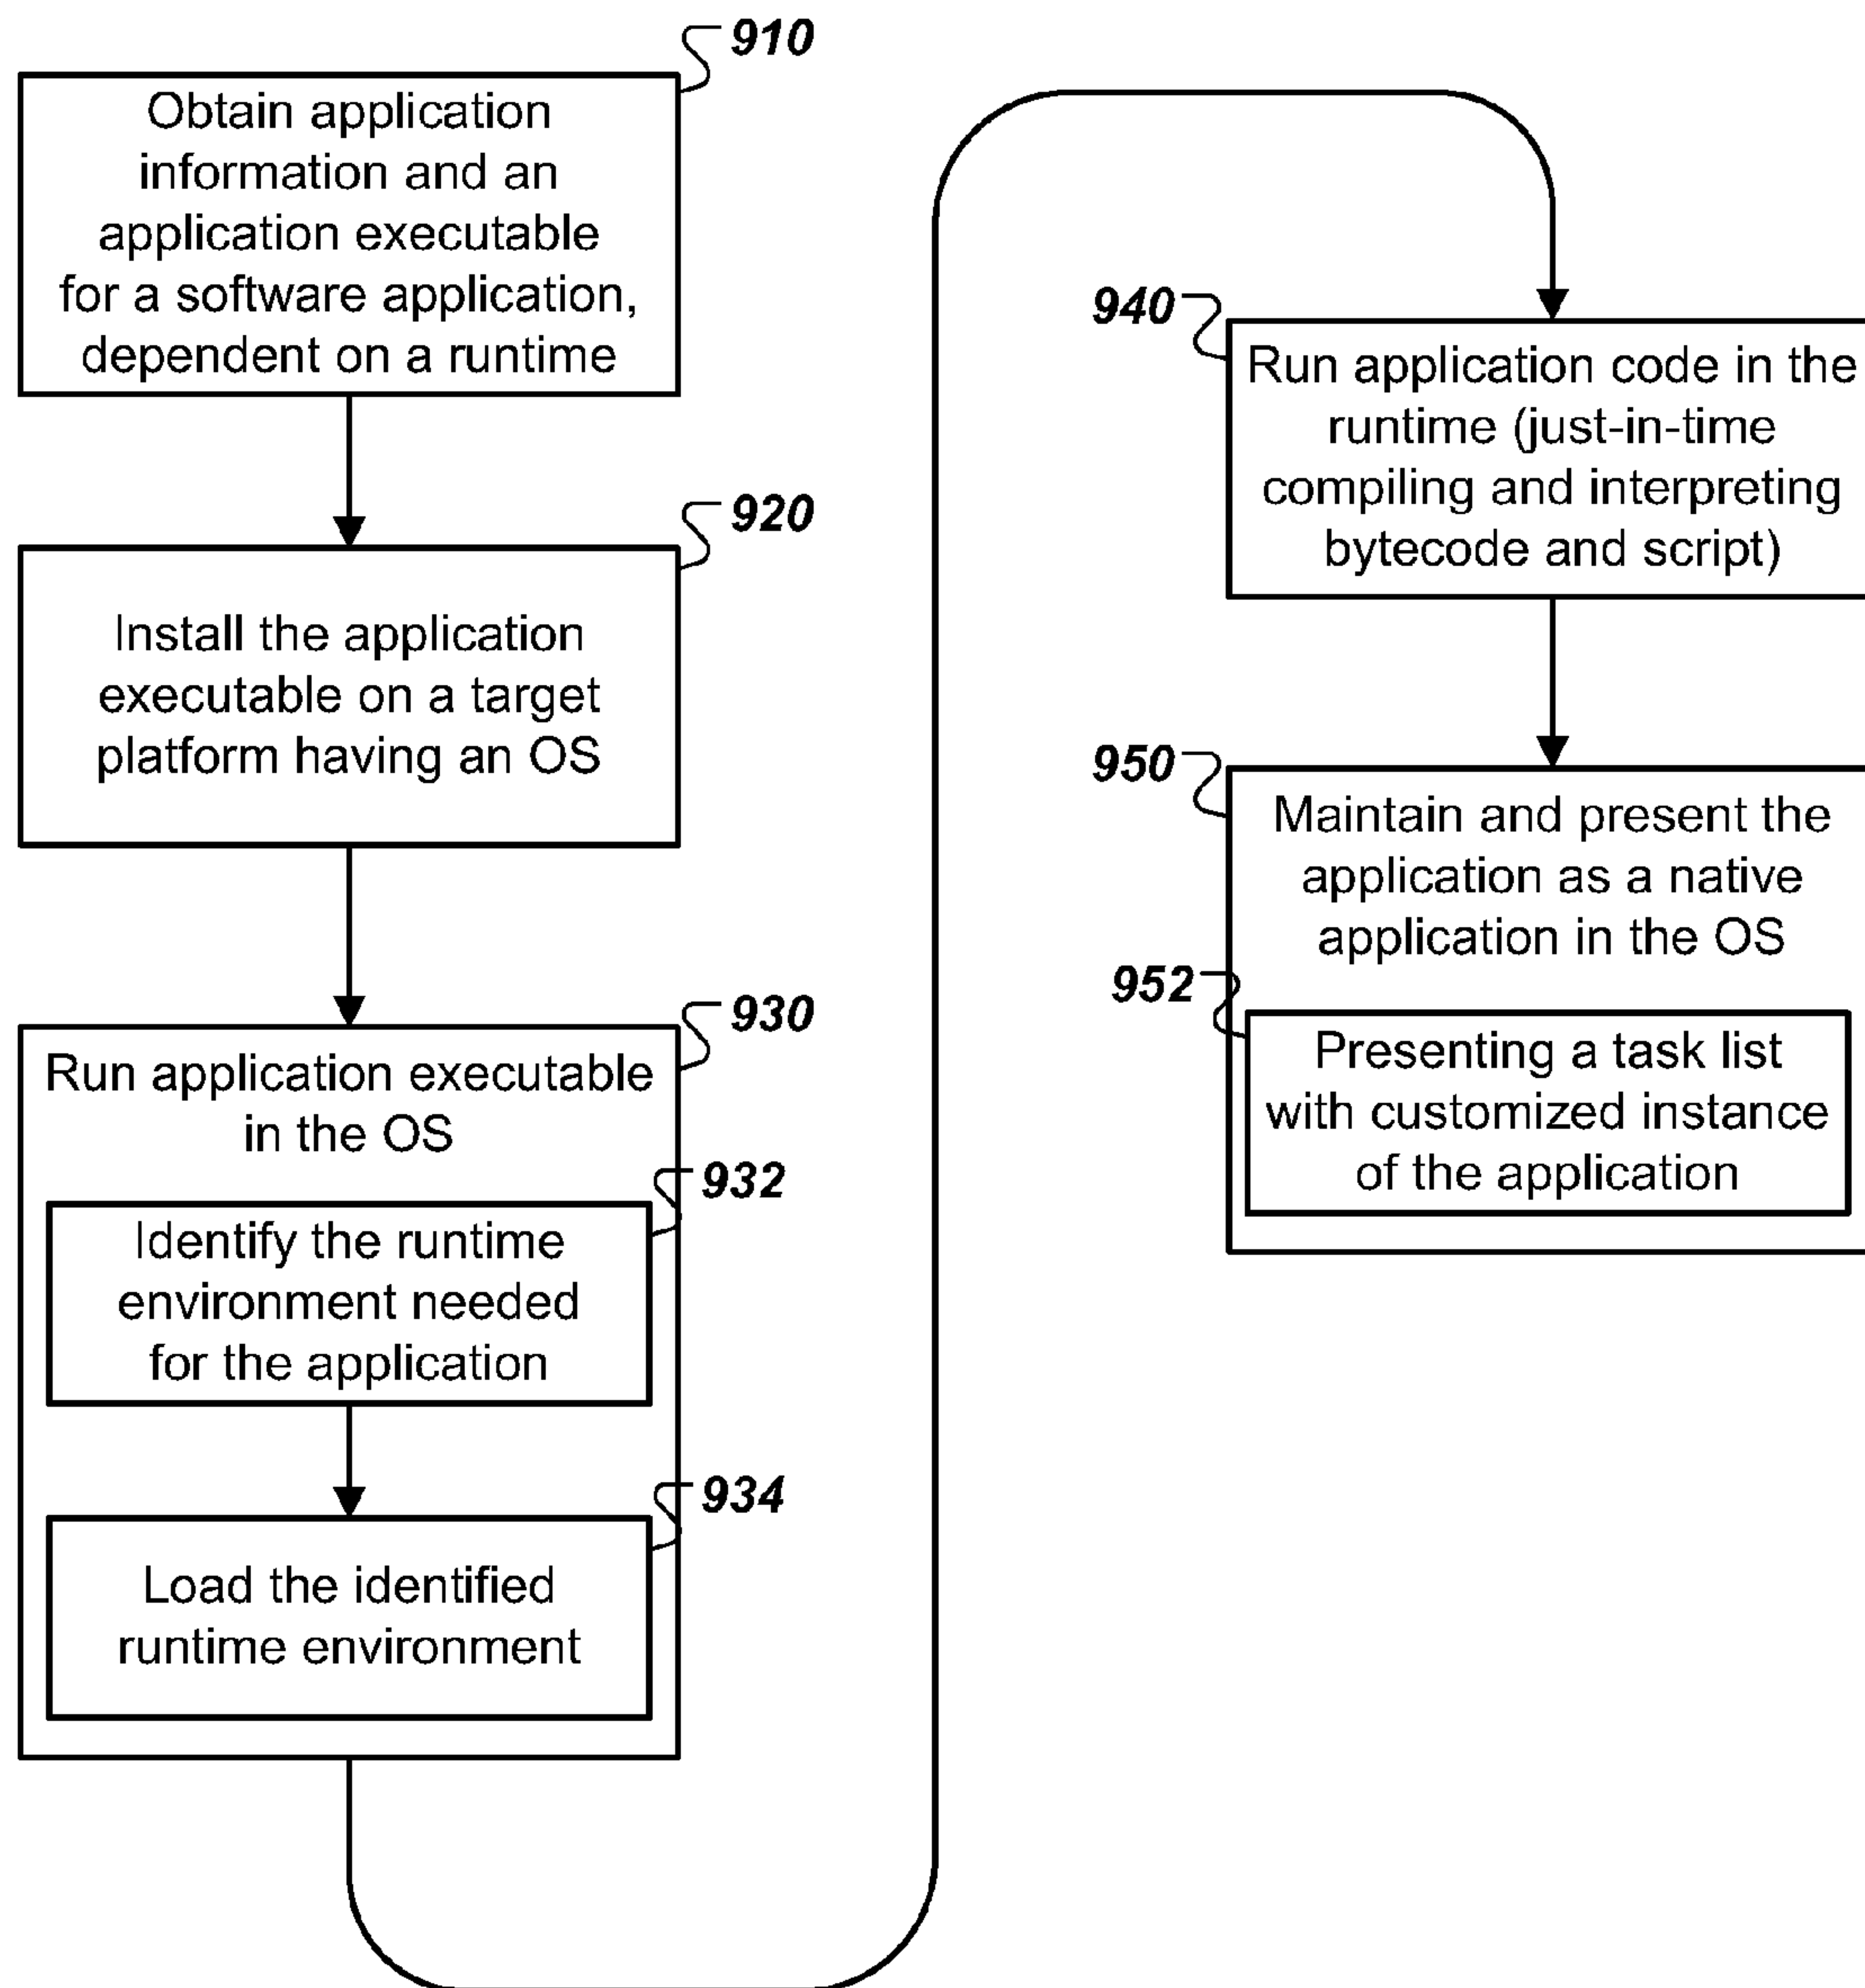 910
Obtain application
information and an
application executable
for a software application,
dependent on a runtime
920
Install the application
executable on a target
platform having an OS
930
Run application executable
in the OS
932
Identify the runtime
environment needed
for the application
934
Load the identified
runtime environment
940
Run application code in the
runtime (just-in-time
compiling and interpreting
bytecode and script)
950
Maintain and present the
application as a native
application in the OS
952
Presenting a task list
with customized instance
of the application